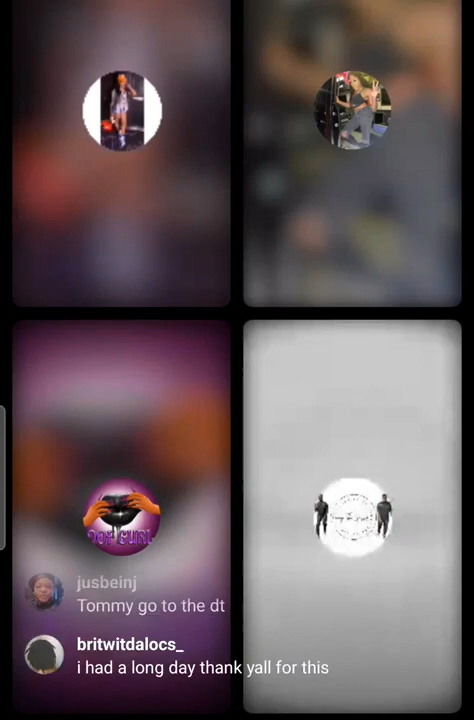 jusbeinj
Tommy go to the dt
britwitdalocs_
i had a long day thank yall for this